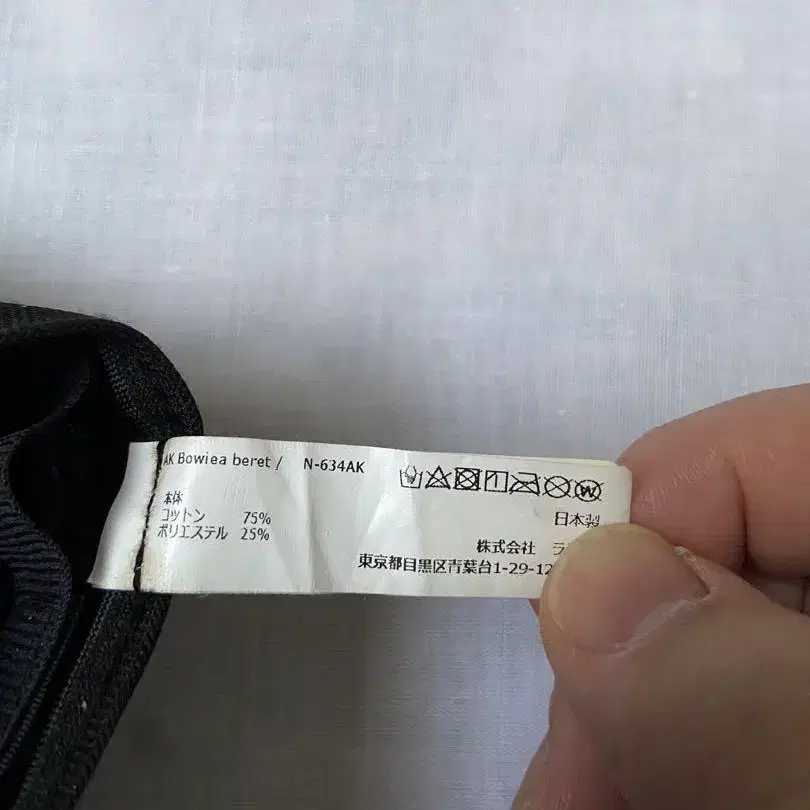 AK Bowiea beret / N-634AK
本体
コットン 75%
ポリエステル 25%
日本製
株式会社
東京都目黒区青葉台1-29-12